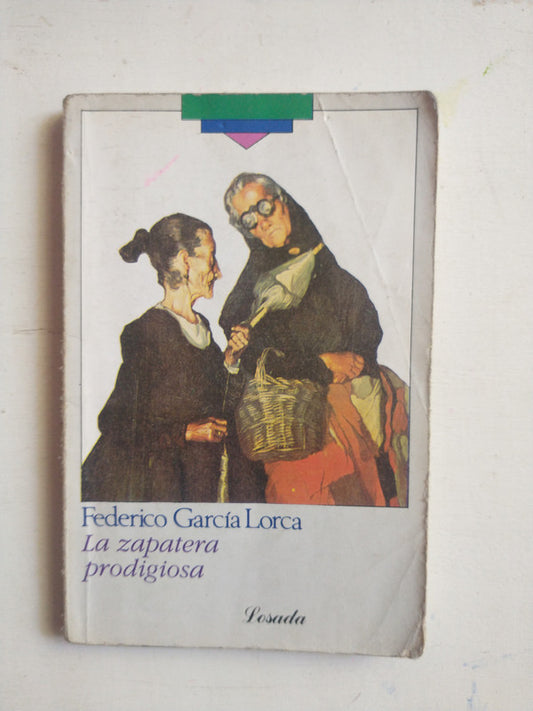 Federico García Lorca
La zapatera
prodigiosa
Losada